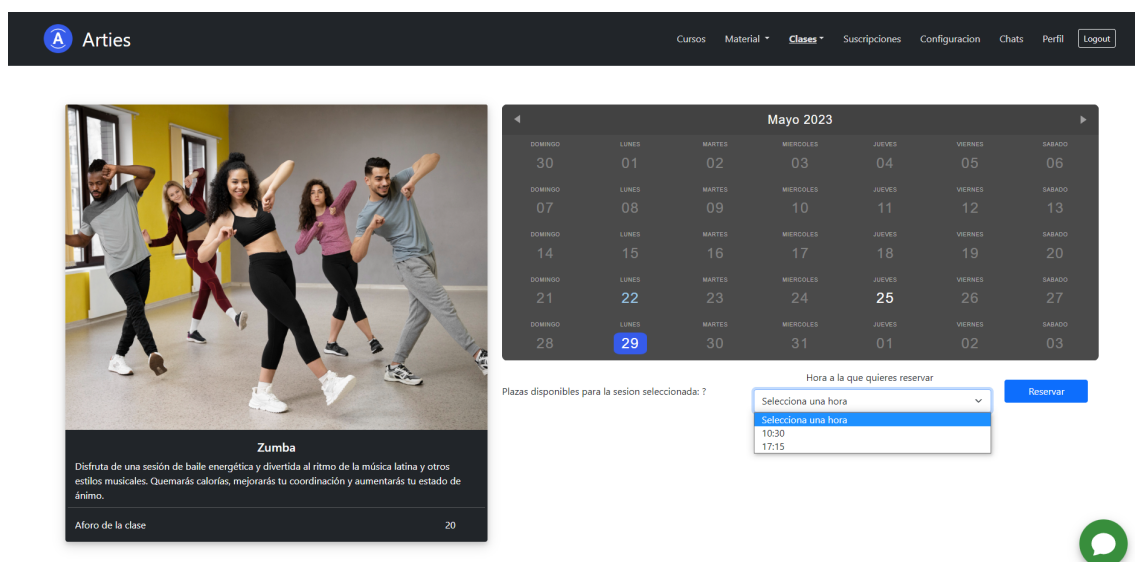 A Arties
Cursos Material Clases Suscripciones Configuracion Chats Perfil Logout
Mayo 2023
DOMINGO LUNES MARTES MIERCOLES JUEVES VIERNES SABADO
30 01 02 03 04 05 06
DOMINGO LUNES MARTES MIERCOLES JUEVES VIERNES SABADO
07 08 09 10 11 12 13
DOMINGO LUNES MARTES MIERCOLES JUEVES VIERNES SABADO
14 15 16 17 18 19 20
DOMINGO LUNES MARTES MIERCOLES JUEVES VIERNES SABADO
21 22 23 24 25 26 27
DOMINGO LUNES MARTES MIERCOLES JUEVES VIERNES SABADO
28 29 30 31 01 02 03
Plazas disponibles para la sesion seleccionada: ?
Hora a la que quieres reservar
Selecciona una hora
Selecciona una hora
10:30
17:15
Reservar
Zumba
Disfruta de una sesión de baile energética y divertida al ritmo de la música latina y otros
estilos musicales. Quemarás calorías, mejorarás tu coordinación y aumentarás tu estado de
ánimo.
Aforo de la clase 20